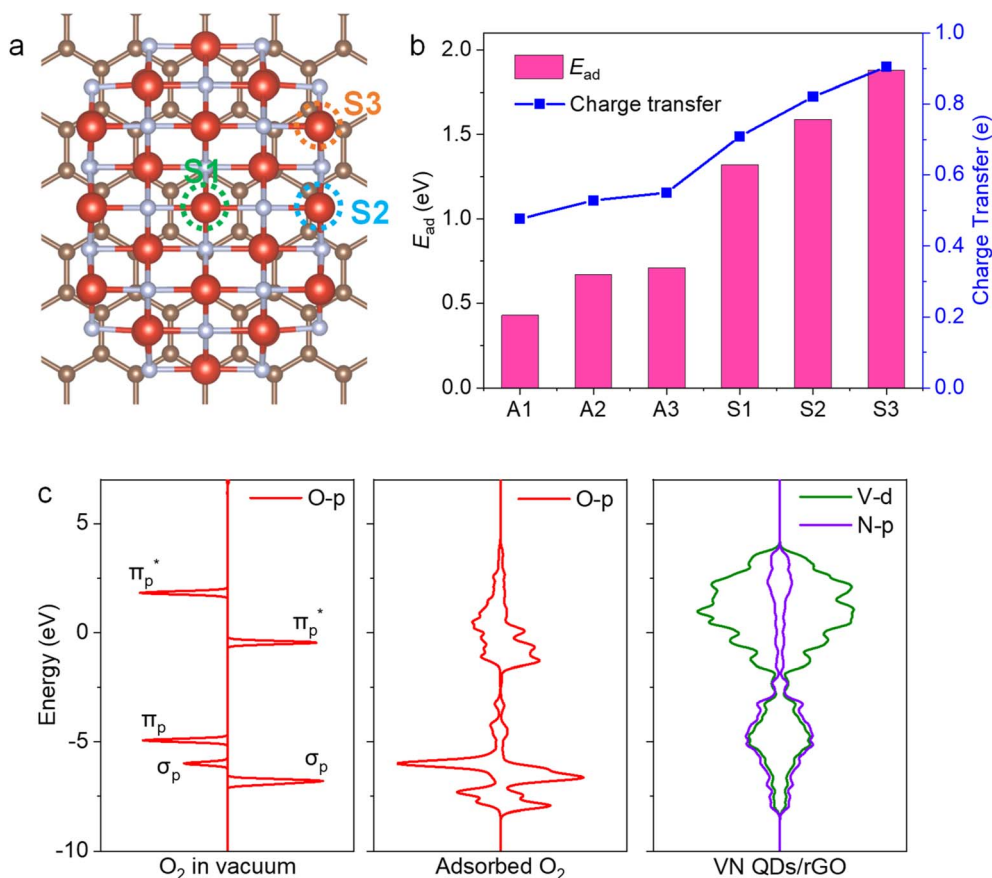 a
S3
S1
S2
b
E_ad
Charge transfer
E_ad (eV)
2.0
1.5
1.0
0.5
0.0
1.0
0.8
0.6
0.4
0.2
0.0
Charge Transfer (e)
A1 A2 A3 S1 S2 S3
c
Energy (eV)
5
0
-5
-10
O-p
π_p^*
π_p^*
π_p
σ_p
σ_p
O₂ in vacuum
O-p
Adsorbed O₂
V-d
N-p
VN QDs/rGO